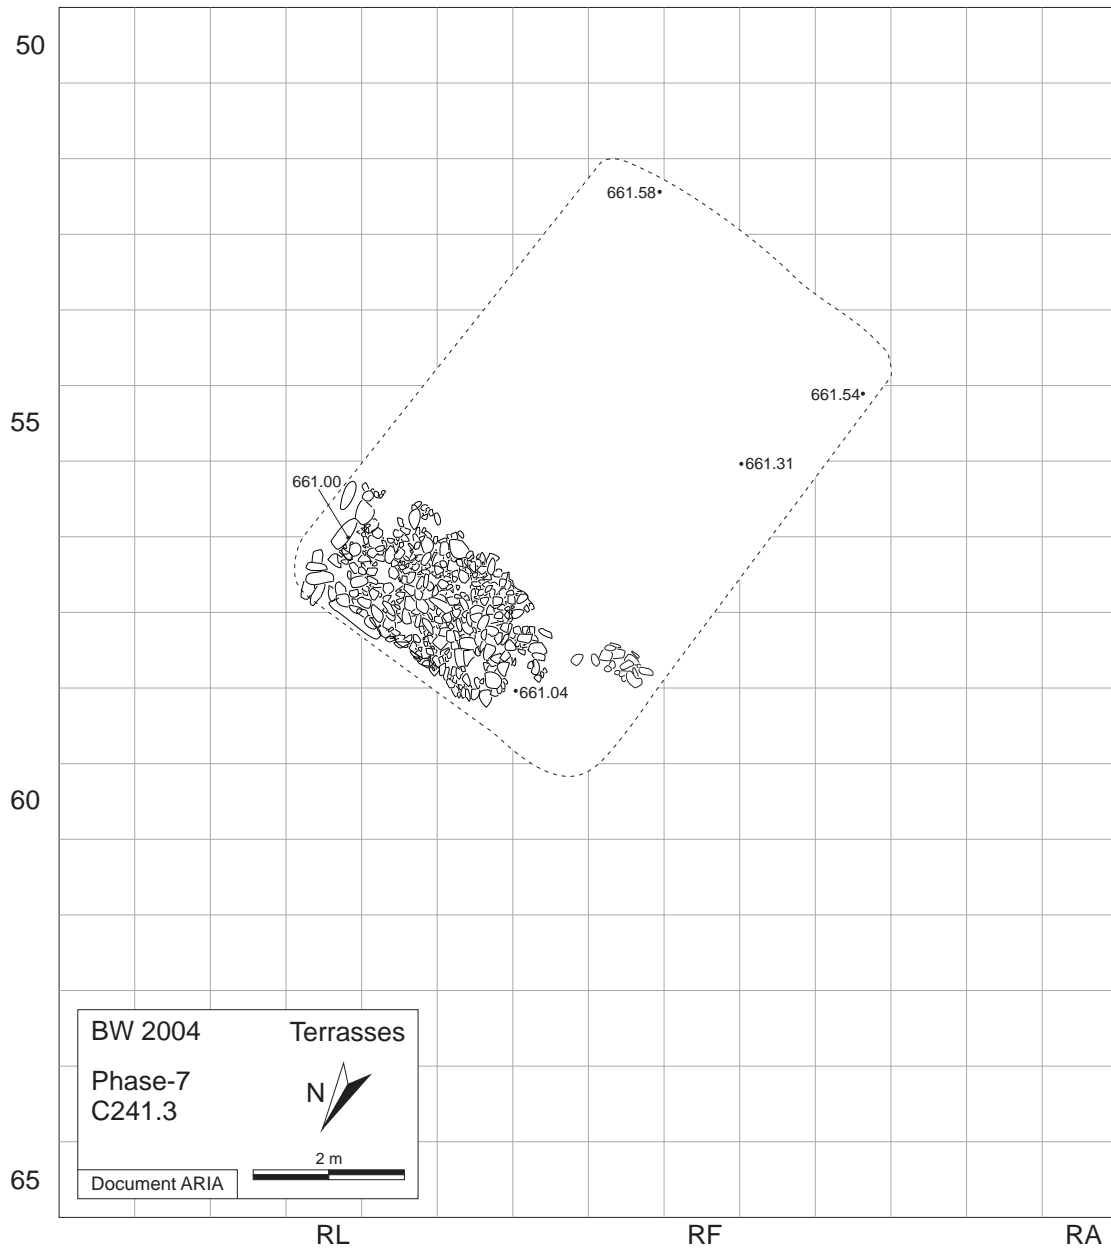 50
661.58
661.54
55
661.31
661.00
661.04
60
BW 2004 Terrasses
Phase-7
C241.3
N
2 m
Document ARIA
65
RL RF RA